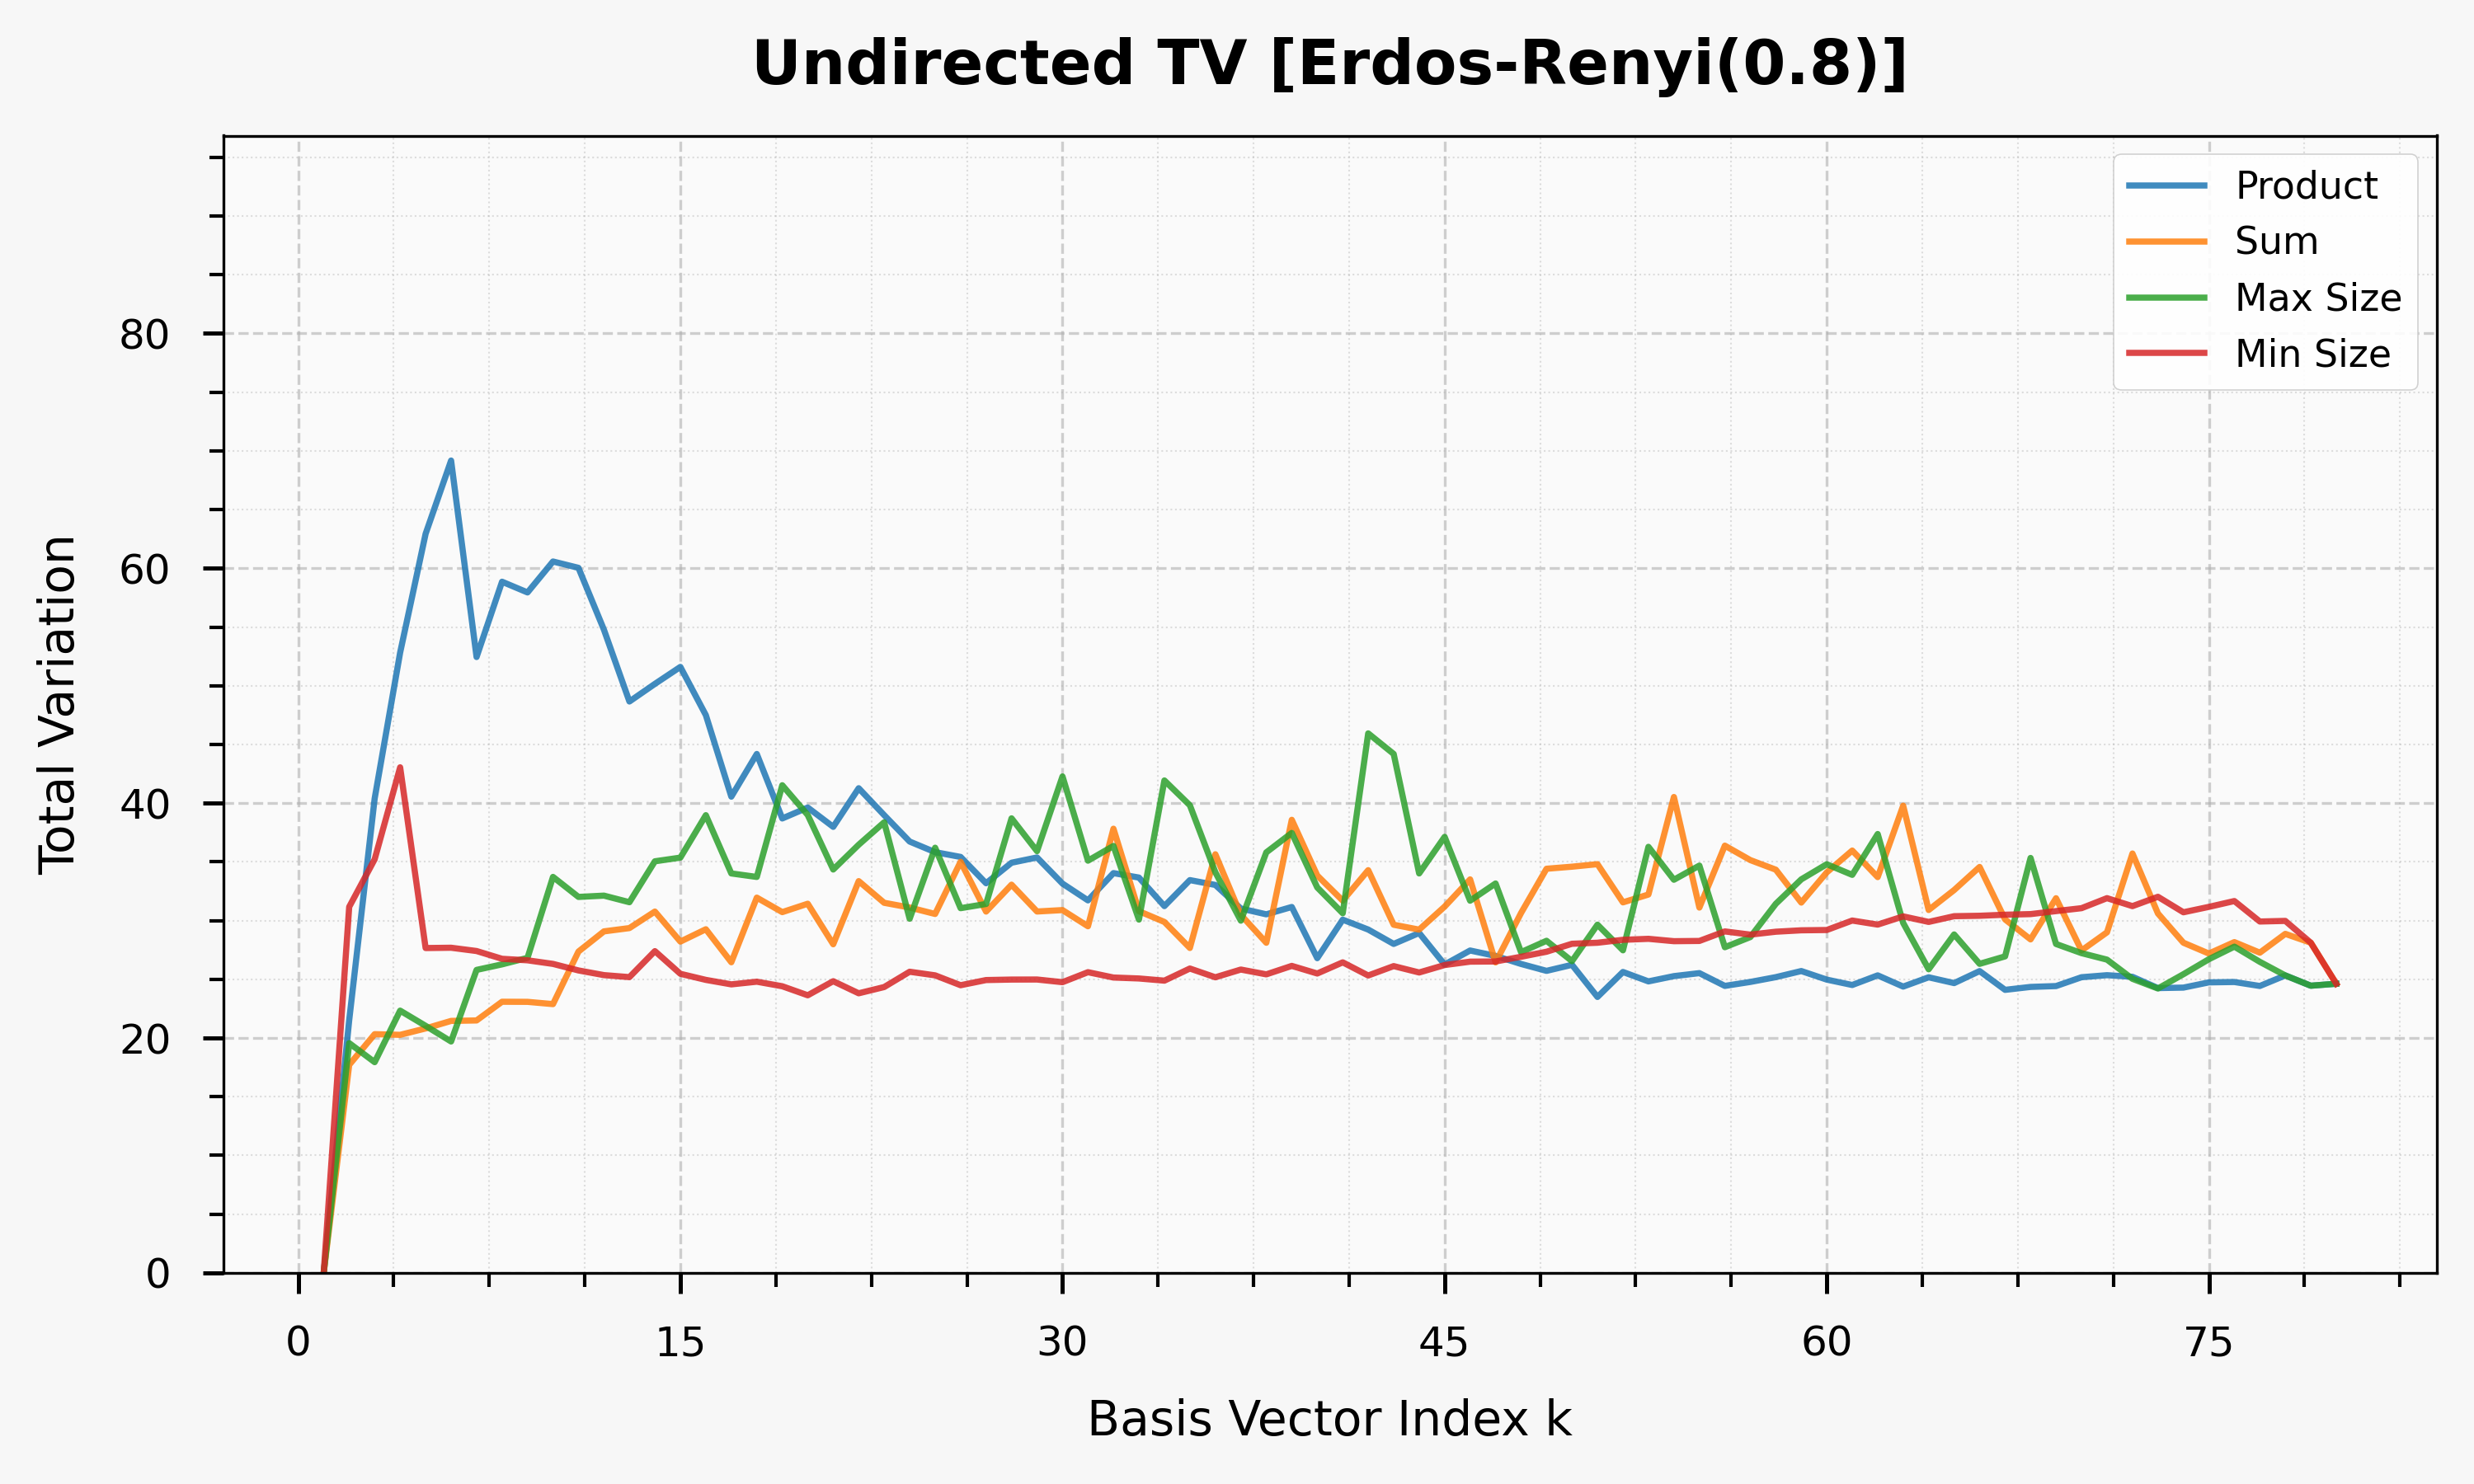 Undirected TV [Erdos-Renyi(0.8)]
Product
Sum
Max Size
Min Size
Total Variation
80
60
40
20
0
0 15 30 45 60 75
Basis Vector Index k